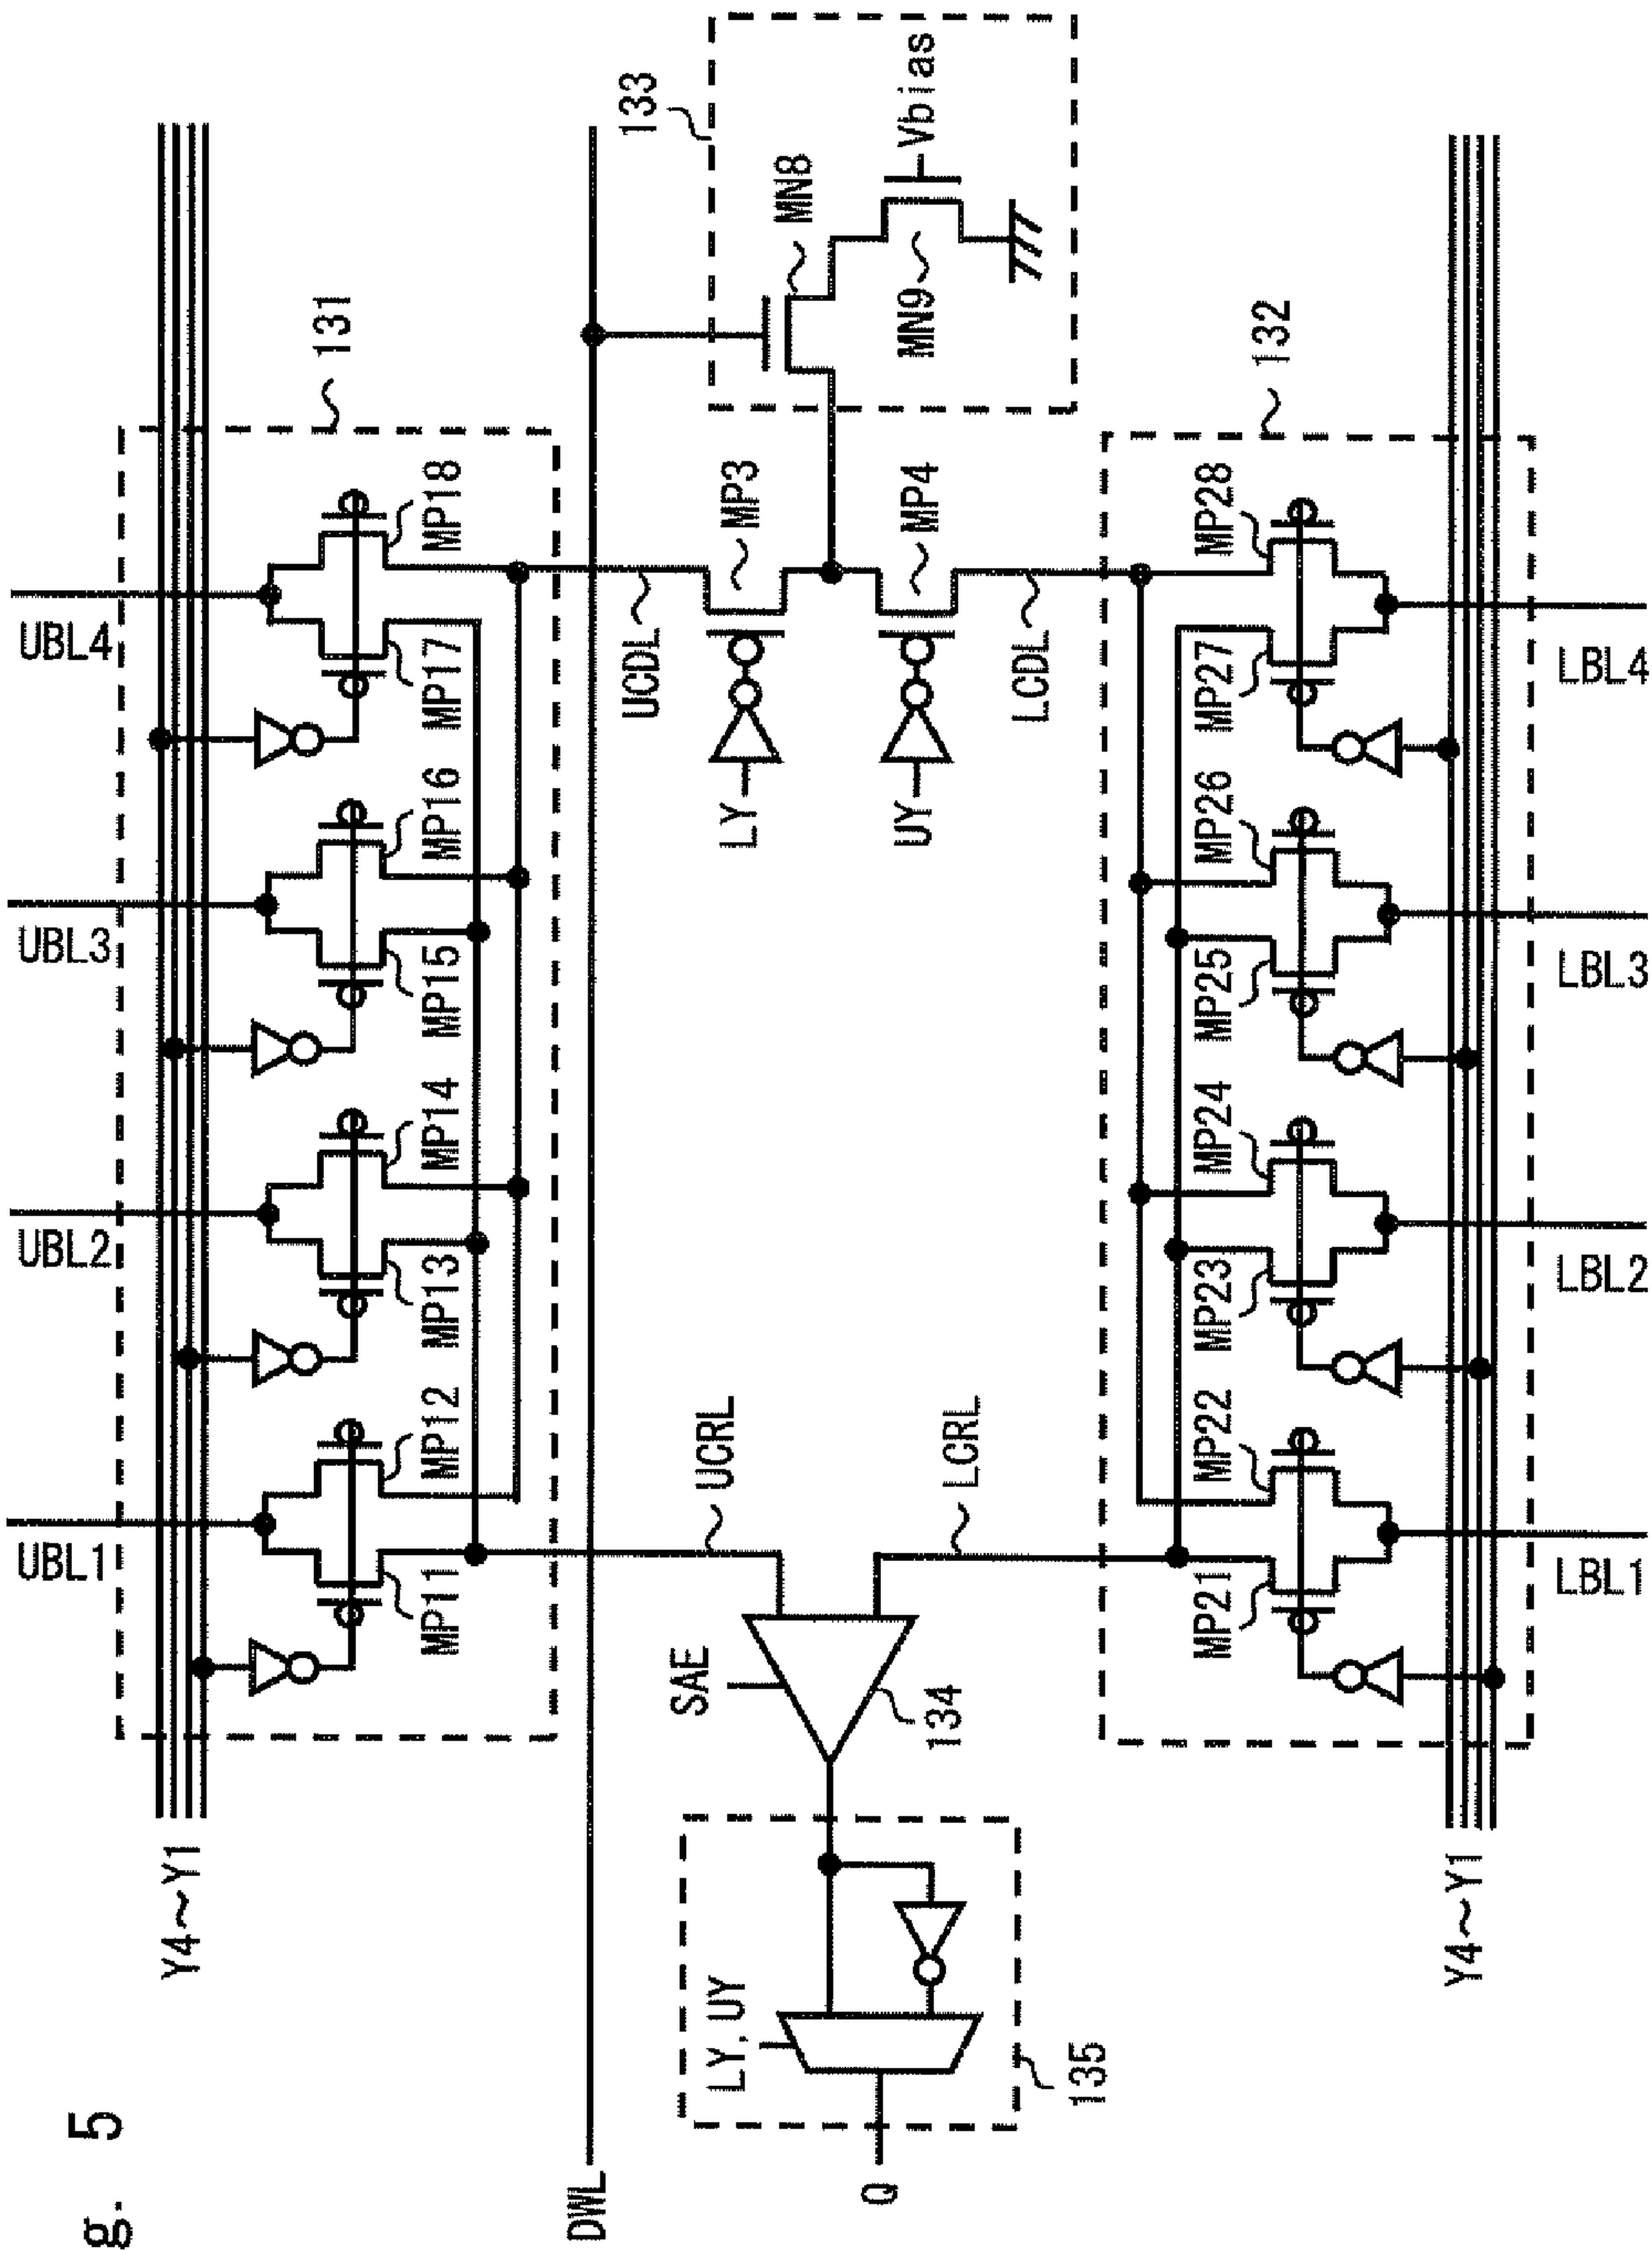 g. 5
UBL1
UBL2
UBL3
UBL4
Y4~Y1
131
MP11
MP12
MP13
MP14
MP15
MP16
MP17
MP18
DWL
133
UCRL
UCDL
MP3
MN8
SAE
LY
LY, UY
Q
134
135
UY
MP4
MN9
Vbias
LCRL
LCDL
132
MP21
MP22
MP23
MP24
MP25
MP26
MP27
MP28
Y4~Y1
LBL1
LBL2
LBL3
LBL4